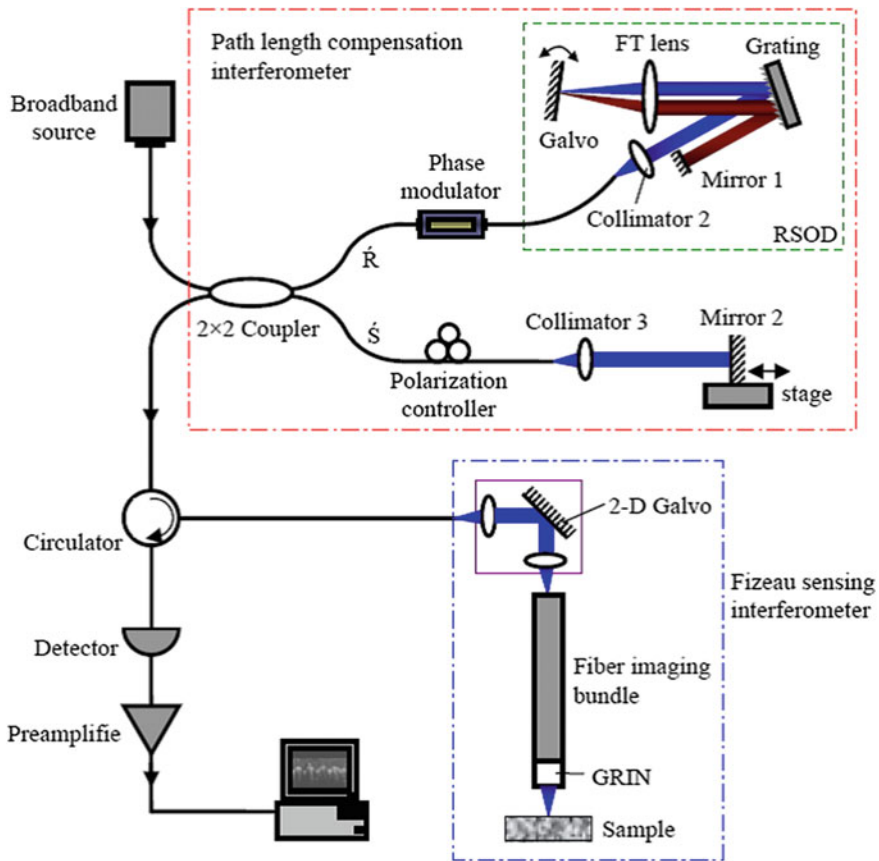 Path length compensation
interferometer
FT lens
Grating
Broadband
source
Galvo
Mirror 1
Phase
modulator
Collimator 2
RSOD
Ŕ
2×2 Coupler
Ś
Collimator 3
Mirror 2
Polarization
controller
stage
2-D Galvo
Circulator
Fizeau sensing
interferometer
Detector
Fiber imaging
bundle
Preamplifie
GRIN
Sample